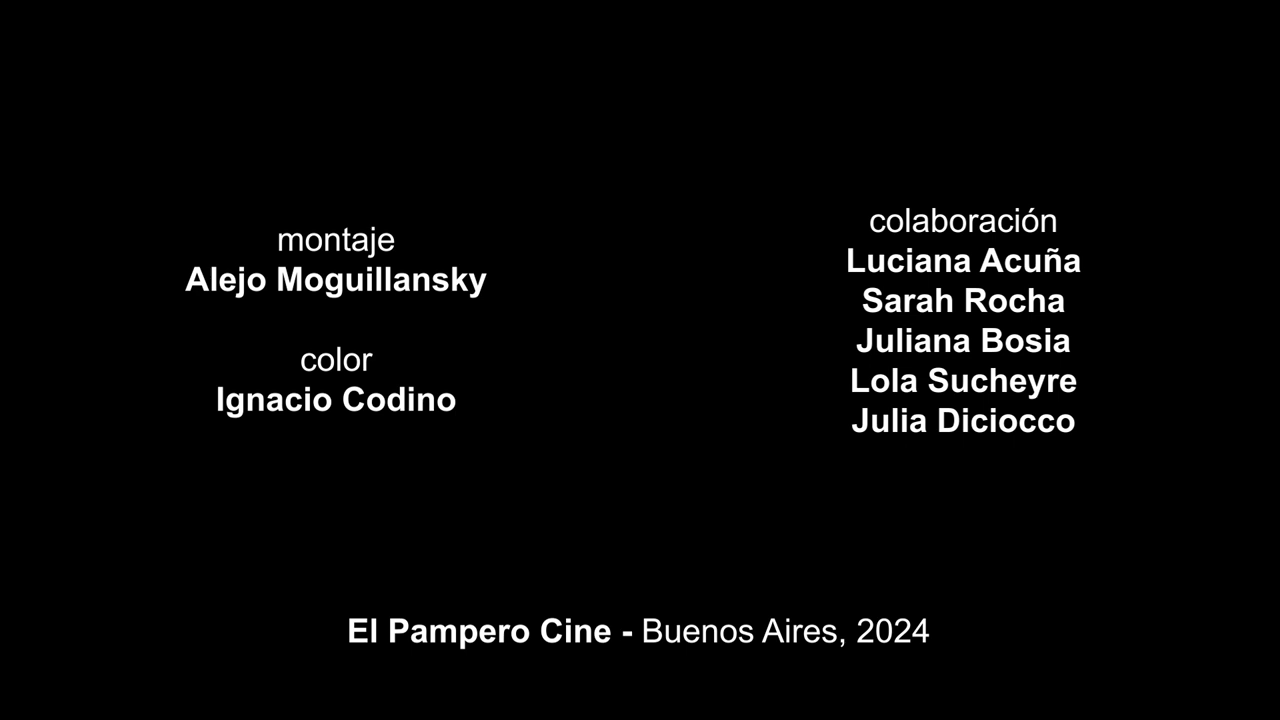 montaje
Alejo Moguillansky
color
Ignacio Codino
colaboración
Luciana Acuña
Sarah Rocha
Juliana Bosia
Lola Sucheyre
Julia Diciocco
El Pampero Cine - Buenos Aires, 2024